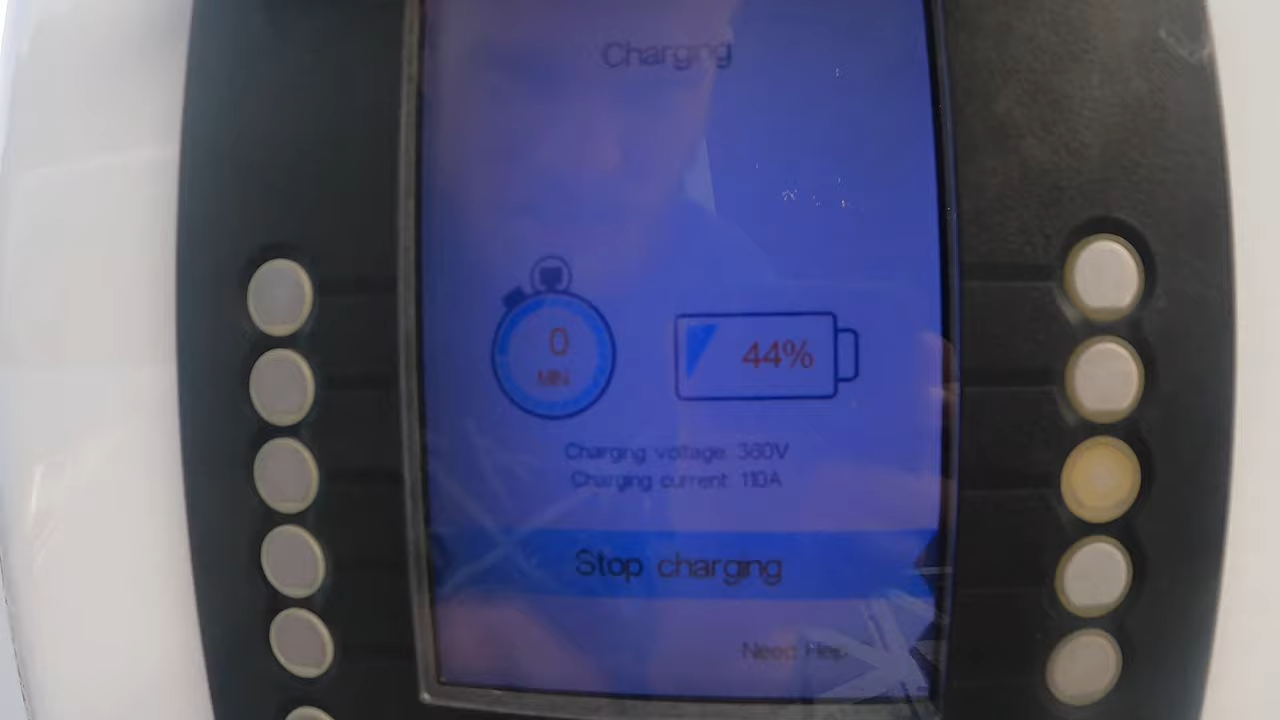 Charging
0
MIN
44%
Charging voltage: 360V
Charging current: 110A
Stop charging
Need Help